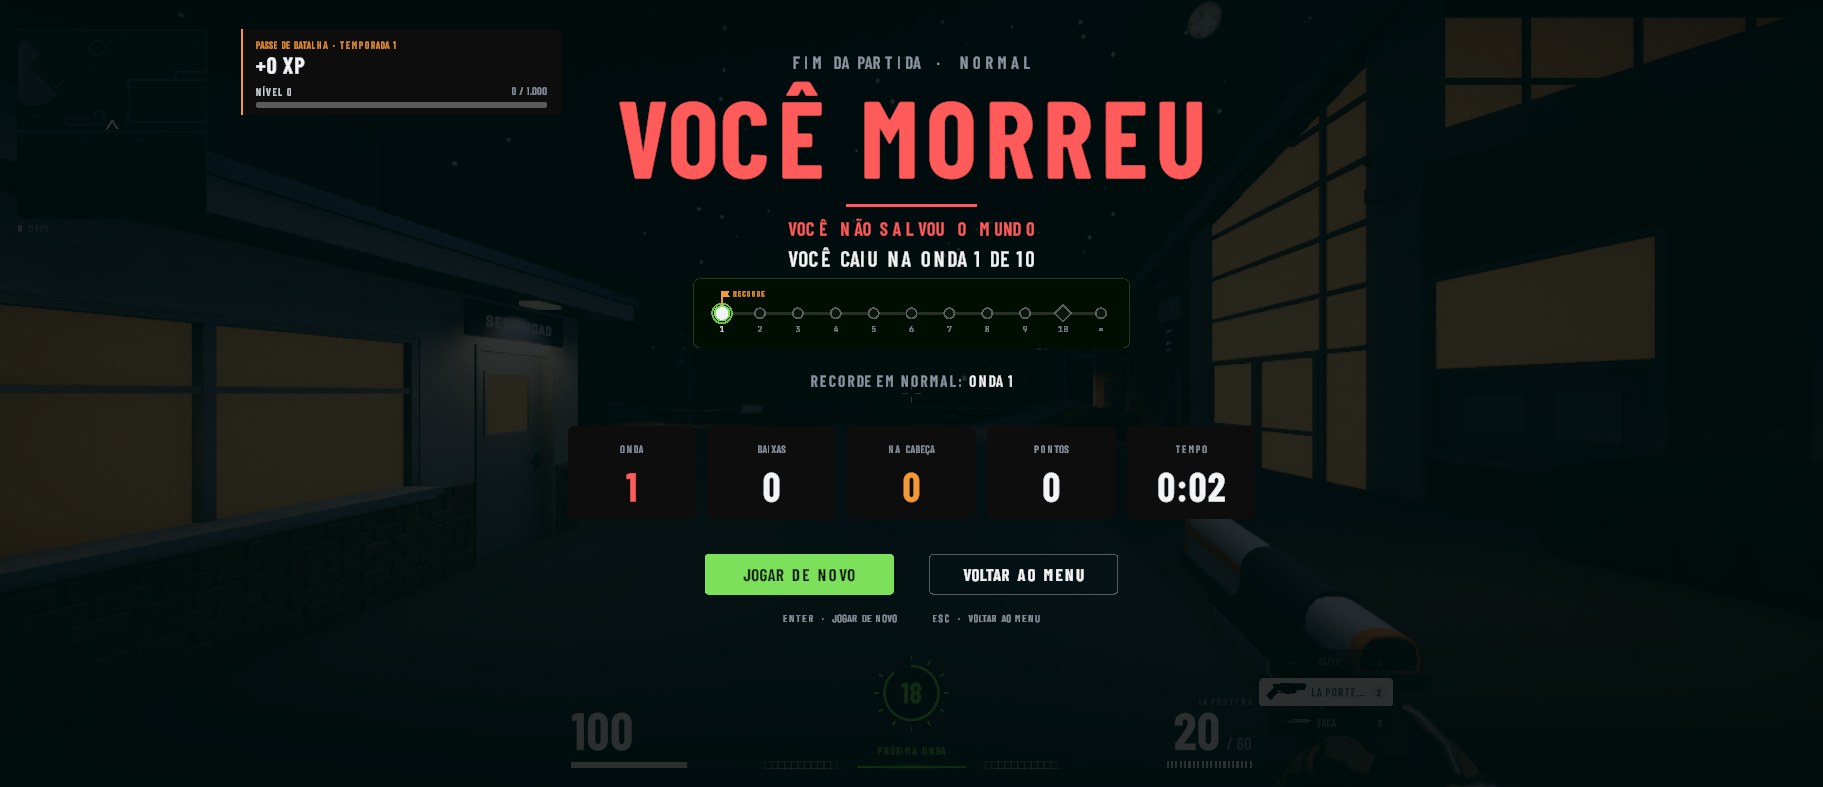 PASSE DE BATALHA · TEMPORADA 1
+0 XP
NÍVEL 0
0 / 1.000
FIM DA PARTIDA · NORMAL
VOCÊ MORREU
VOCÊ NÃO SALVOU O MUNDO
VOCÊ CAIU NA ONDA 1 DE 10
RECORDE
1 2 3 4 5 6 7 8 9 10 ∞
RECORDE EM NORMAL: ONDA 1
ONDA
1
BAIXAS
0
NA CABEÇA
0
PONTOS
0
TEMPO
0:02
JOGAR DE NOVO
VOLTAR AO MENU
ENTER · JOGAR DE NOVO
ESC · VOLTAR AO MENU
18
PRÓXIMA ONDA
100
LA PORTEÑA
20 / 60
LA PORTE... 2
FACA 3